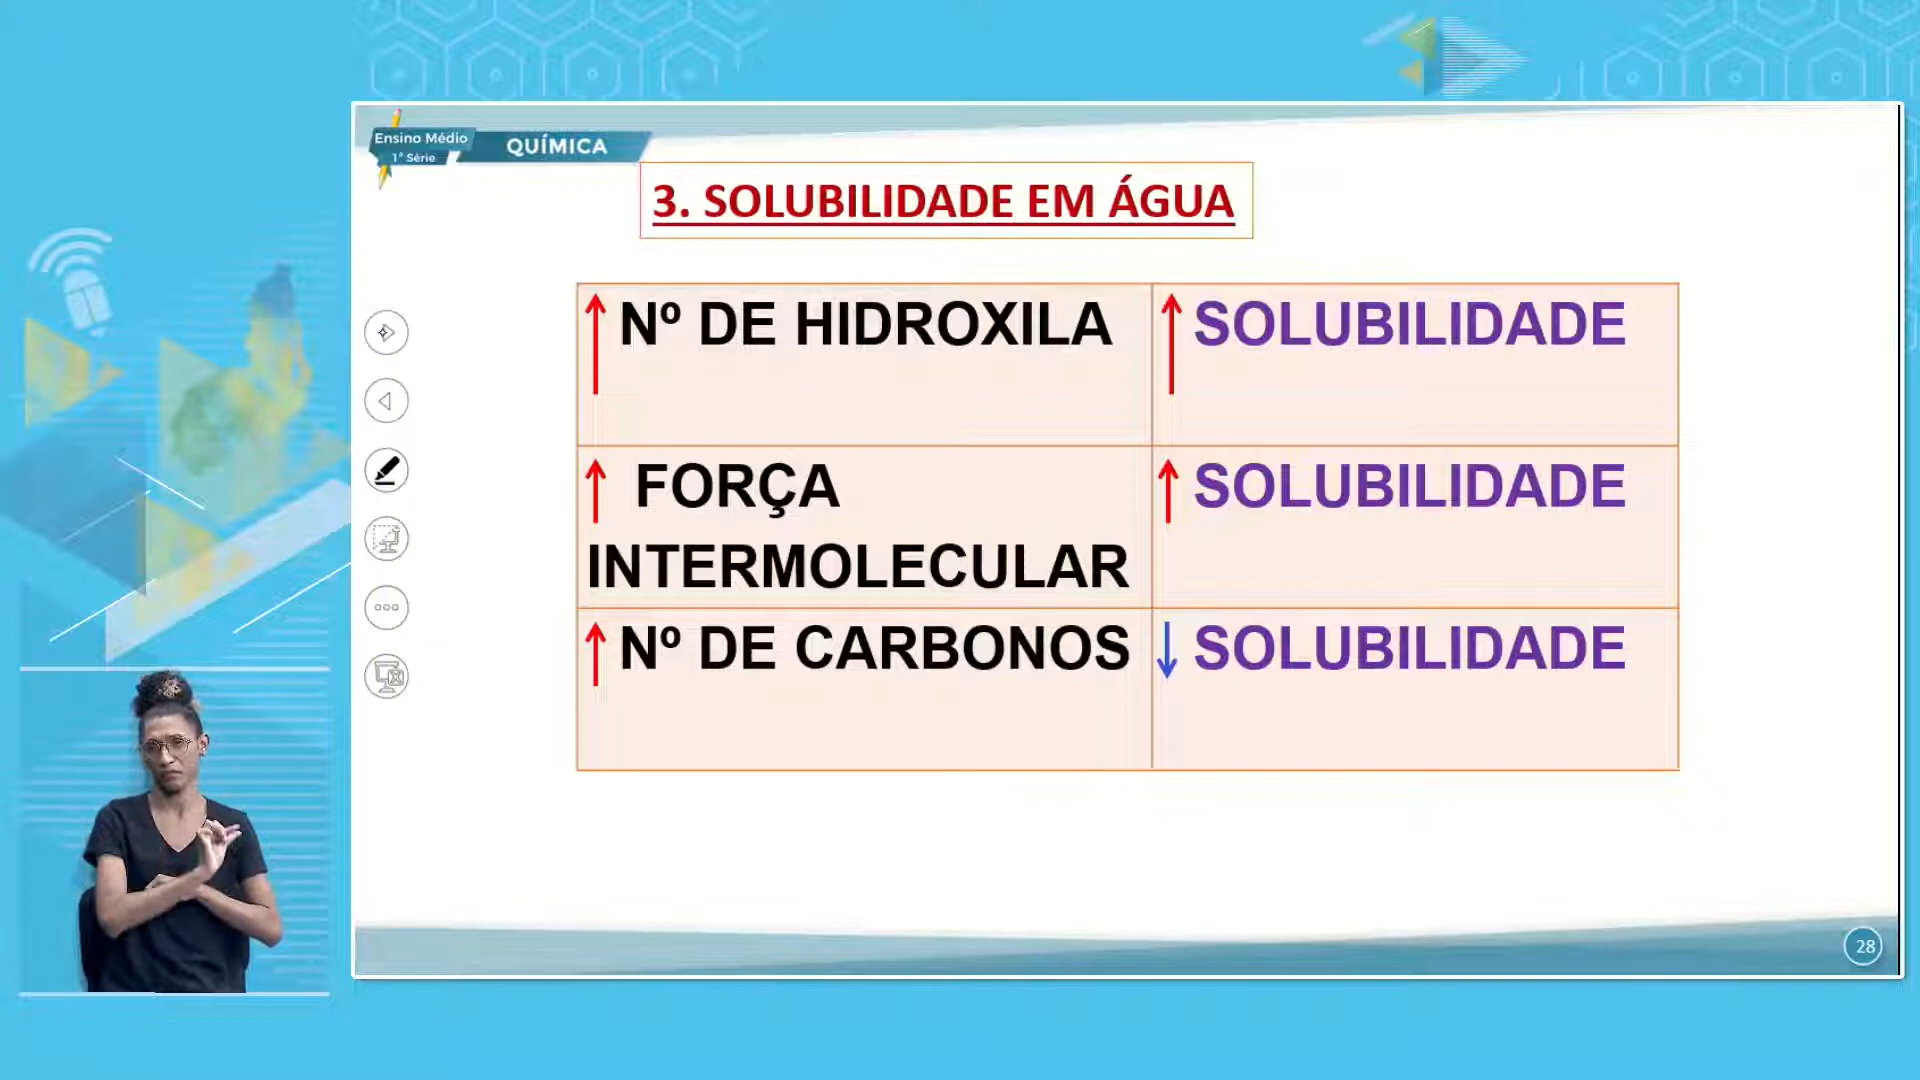 Ensino Médio
1ª Série
QUÍMICA
3. SOLUBILIDADE EM ÁGUA
↑ Nº DE HIDROXILA ↑ SOLUBILIDADE
↑ FORÇA
INTERMOLECULAR
↑ SOLUBILIDADE
↑ Nº DE CARBONOS ↓ SOLUBILIDADE
28